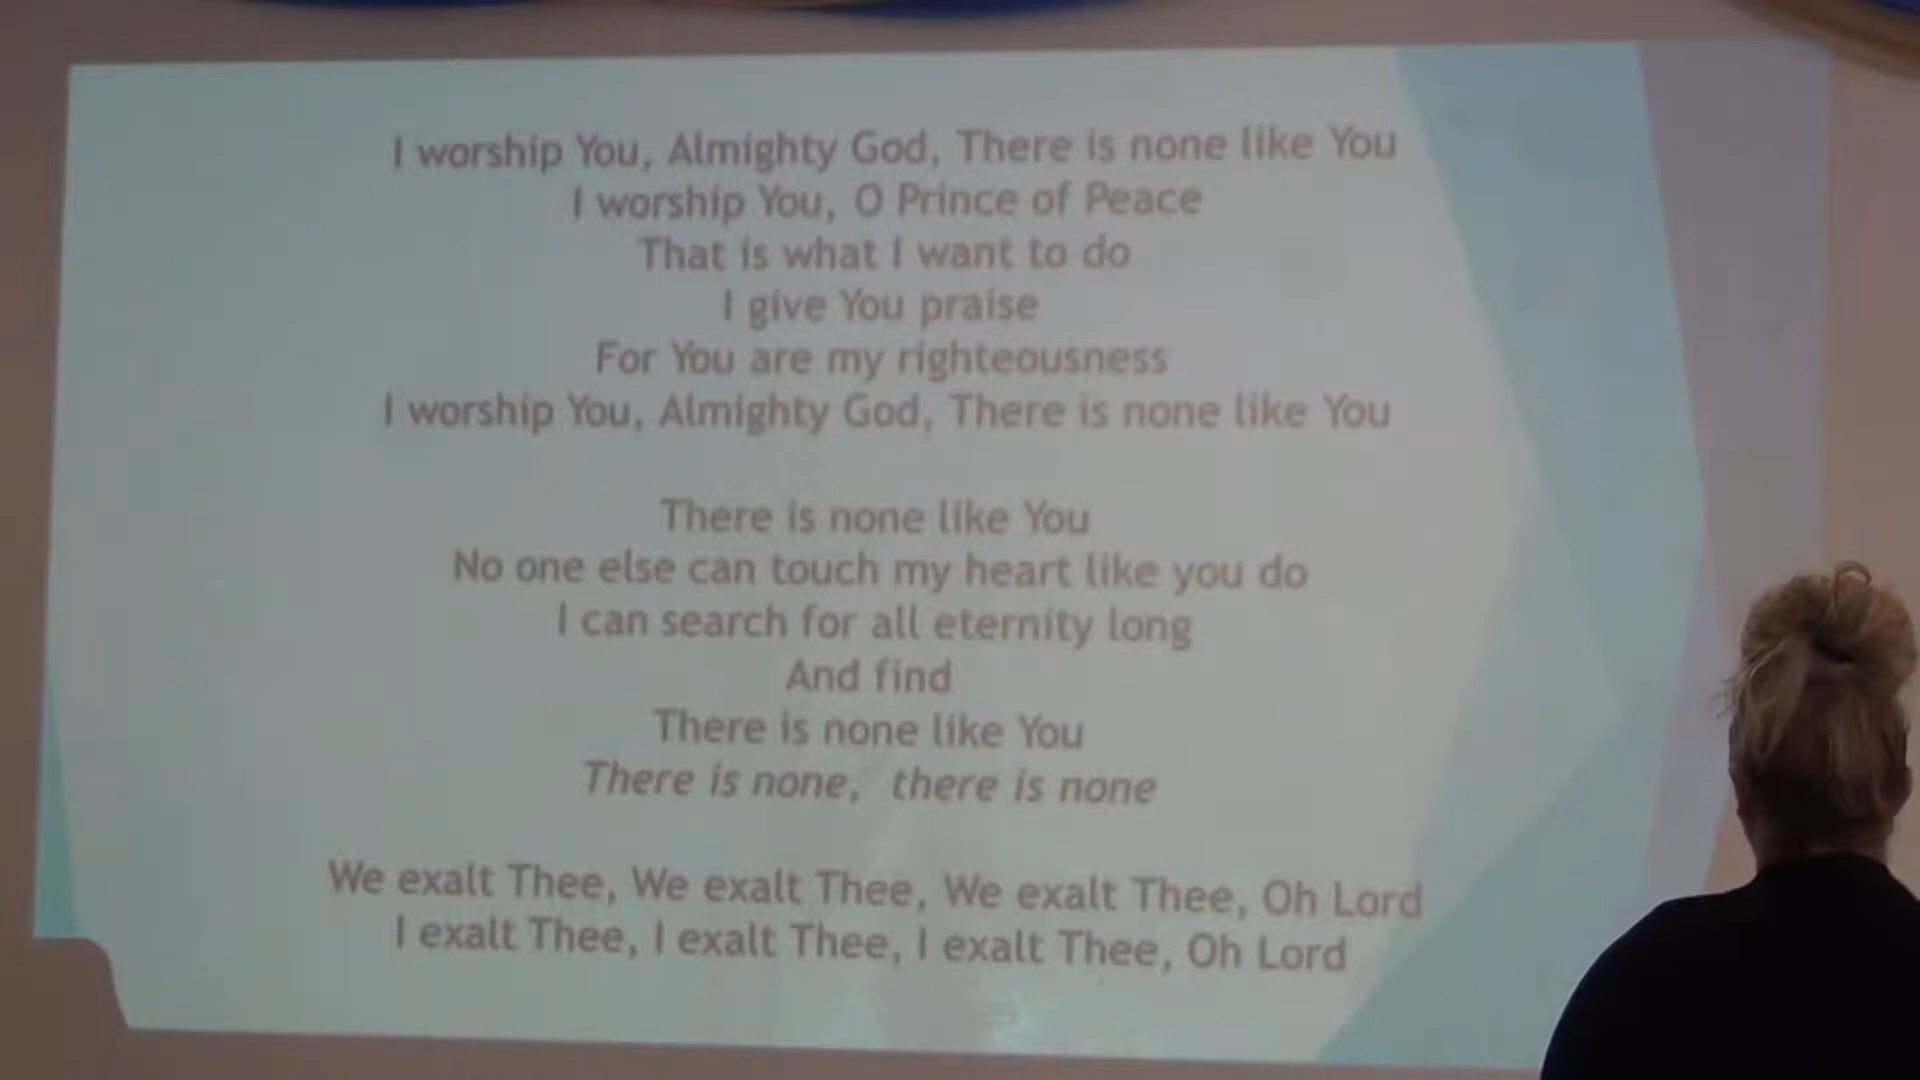 I worship You, Almighty God, There is none like You
I worship You, O Prince of Peace
That is what I want to do
I give You praise
For You are my righteousness
I worship You, Almighty God, There is none like You
There is none like You
No one else can touch my heart like you do
I can search for all eternity long
And find
There is none like You
There is none, there is none
We exalt Thee, We exalt Thee, We exalt Thee, Oh Lord
I exalt Thee, I exalt Thee, I exalt Thee, Oh Lord